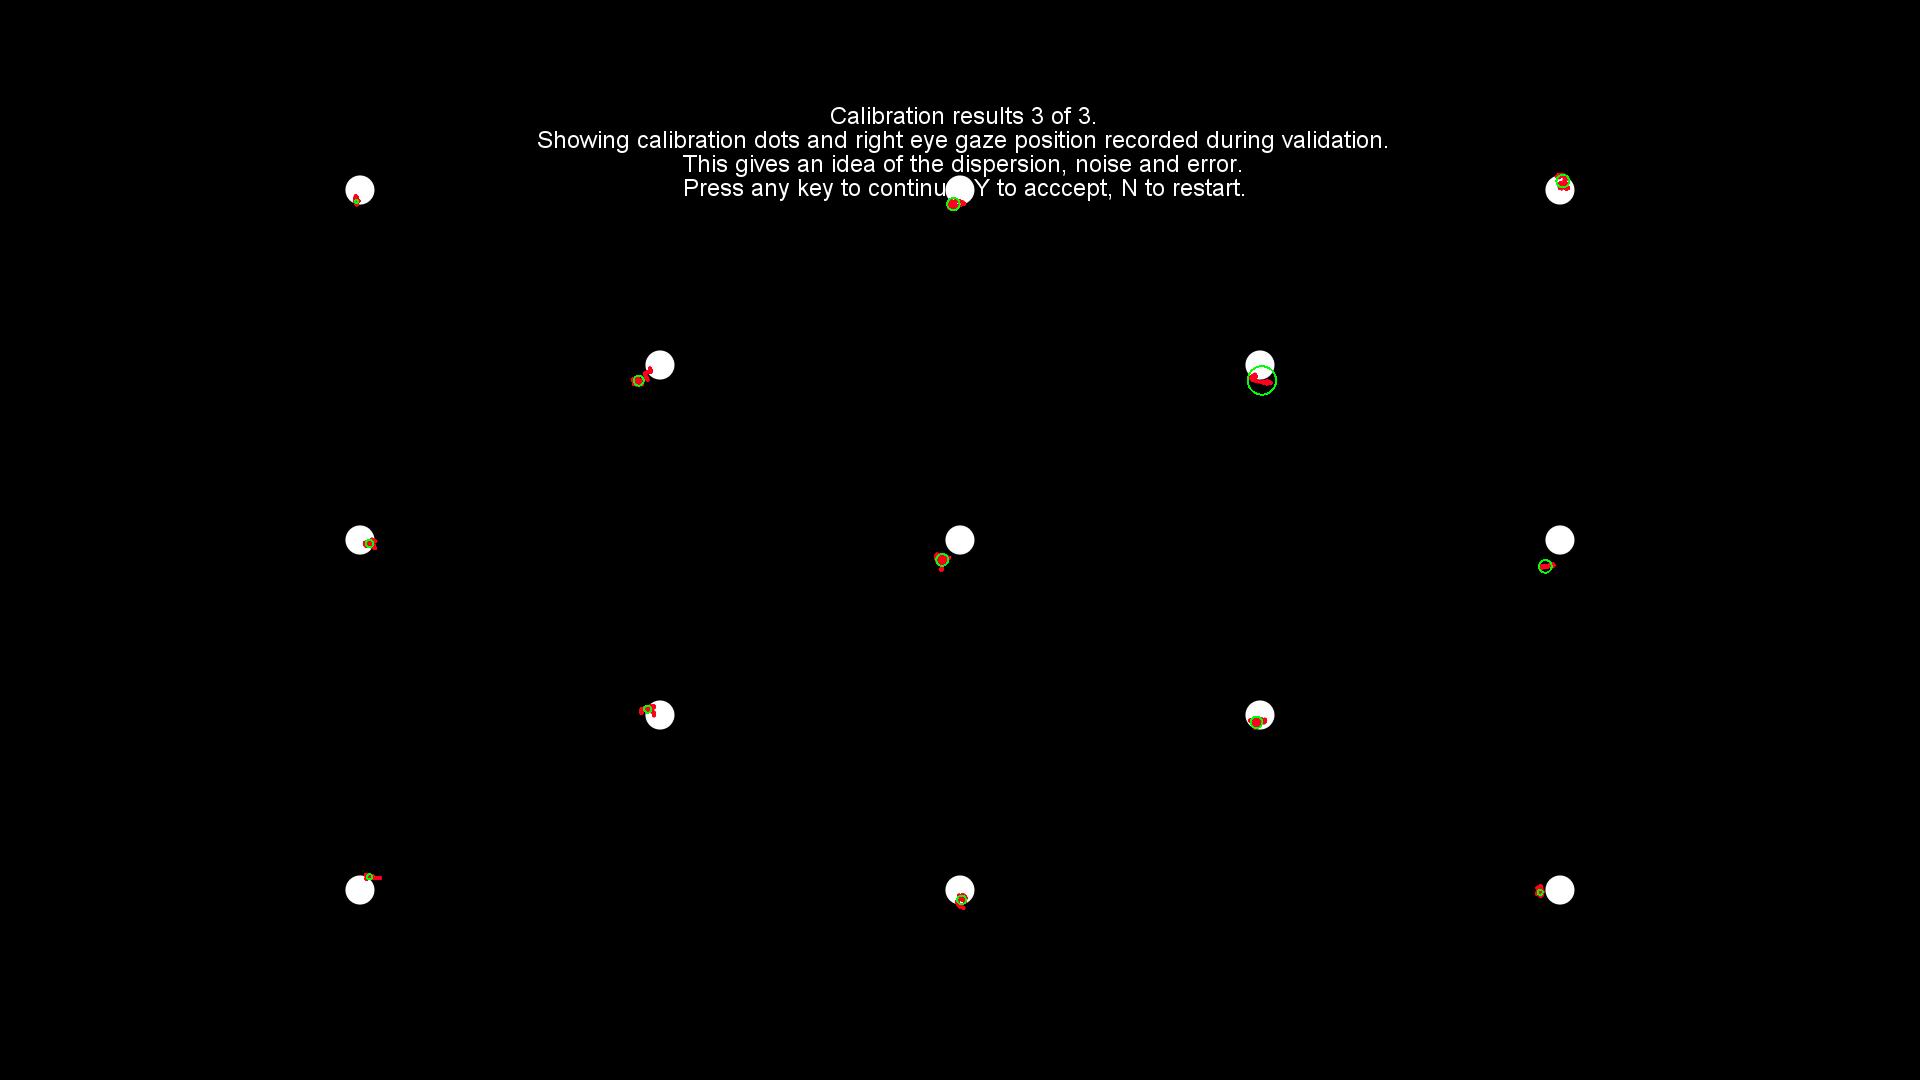 Calibration results 3 of 3.
Showing calibration dots and right eye gaze position recorded during validation.
This gives an idea of the dispersion, noise and error.
Press any key to continu Y to acccept, N to restart.